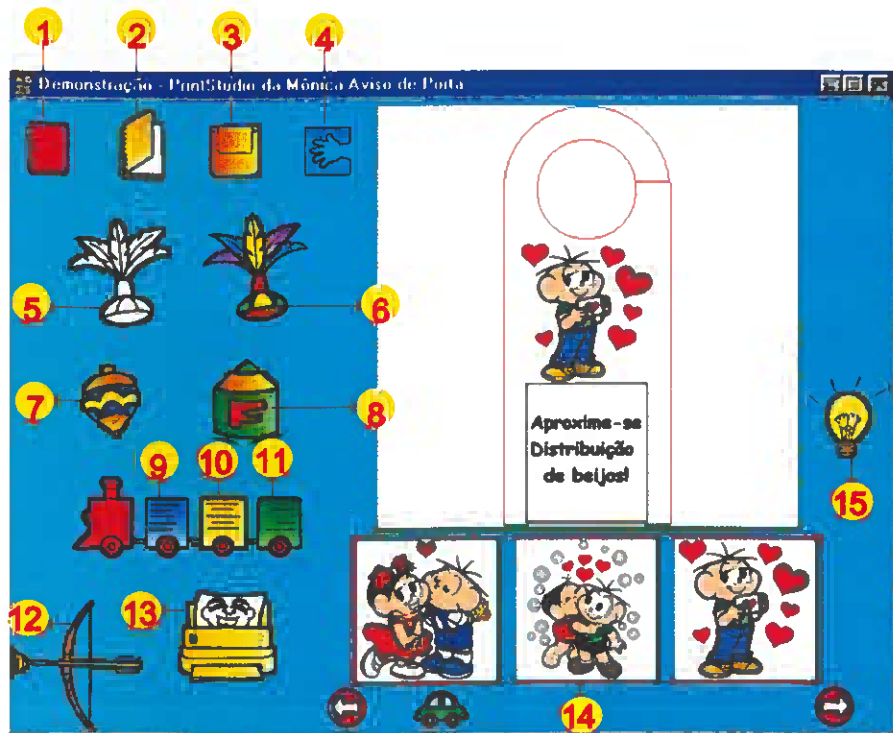 1 2 3 4
Demonstração - PrintStudio da Mônica Aviso de Porta
5 6
7 8
F
Aproxime-se
Distribuição
de beijos!
9 10 11
15
12 13
14